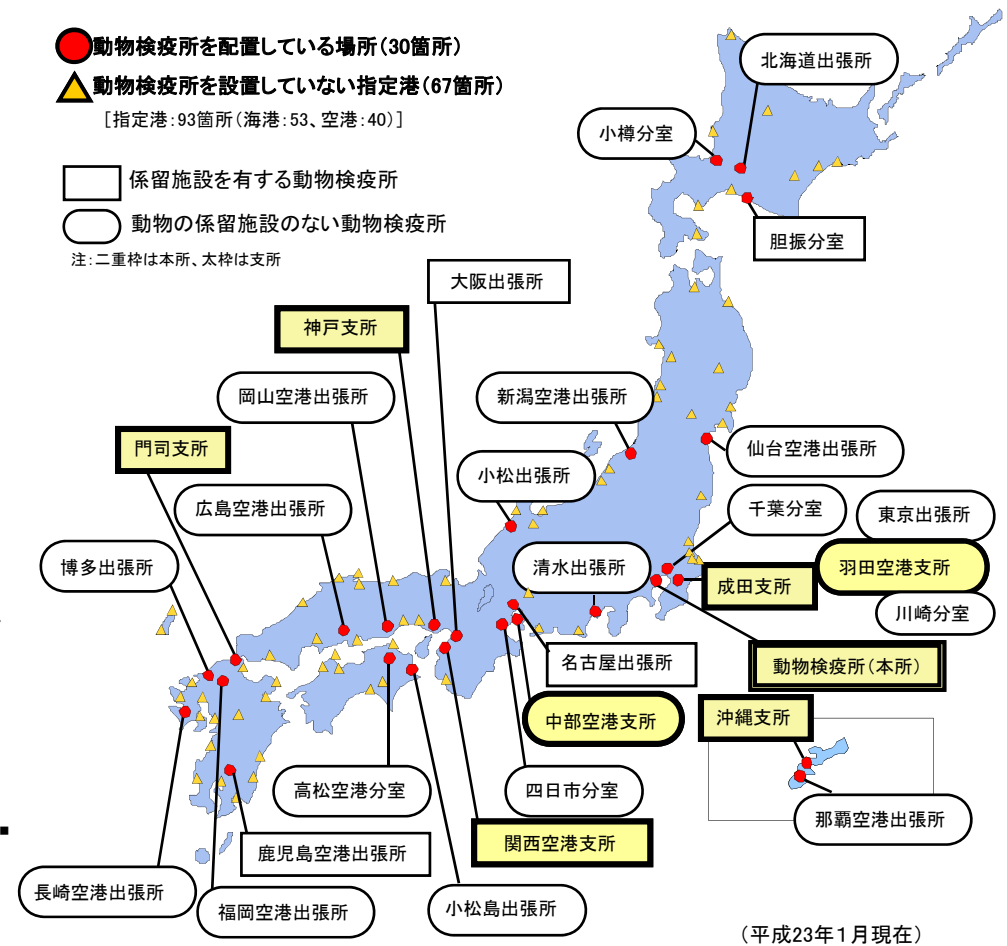 動物検疫所を配置している場所（30箇所）
動物検疫所を設置していない指定港（67箇所）
［指定港：93箇所（海港：53、空港：40）］
係留施設を有する動物検疫所
動物の係留施設のない動物検疫所
注：二重枠は本所、太枠は支所
北海道出張所
小樽分室
胆振分室
大阪出張所
神戸支所
岡山空港出張所
新潟空港出張所
門司支所
仙台空港出張所
小松出張所
広島空港出張所
千葉分室
東京出張所
博多出張所
清水出張所
成田支所
羽田空港支所
川崎分室
名古屋出張所
動物検疫所（本所）
中部空港支所
沖縄支所
高松空港分室
四日市分室
那覇空港出張所
関西空港支所
鹿児島空港出張所
長崎空港出張所
福岡空港出張所
小松島出張所
（平成23年1月現在）